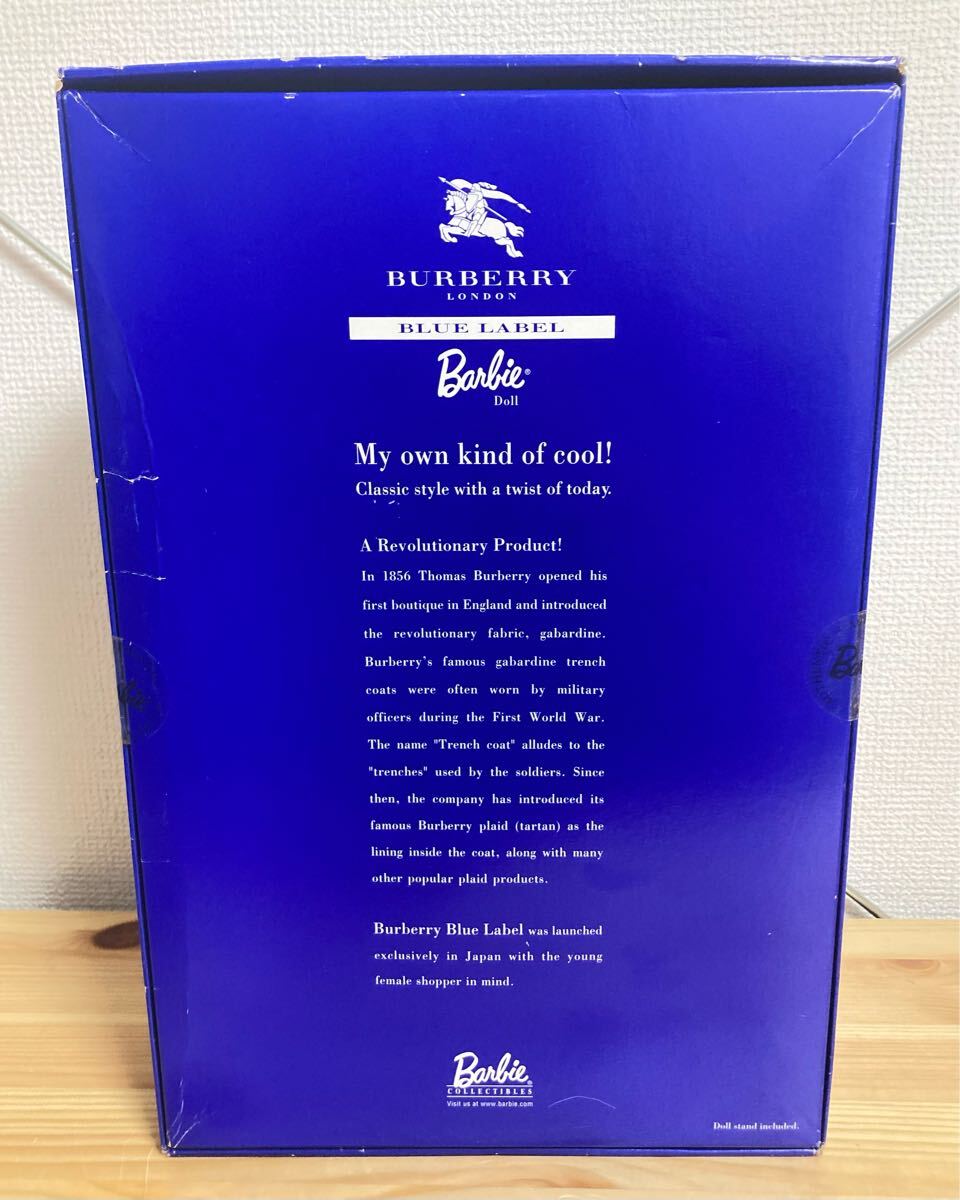 BURBERRY
LONDON
BLUE LABEL
Barbie®
Doll
My own kind of cool!
Classic style with a twist of today.
A Revolutionary Product!
In 1856 Thomas Burberry opened his
first boutique in England and introduced
the revolutionary fabric, gabardine.
Burberry's famous gabardine trench
coats were often worn by military
officers during the First World War.
The name "Trench coat" alludes to the
"trenches" used by the soldiers. Since
then, the company has introduced its
famous Burberry plaid (tartan) as the
lining inside the coat, along with many
other popular plaid products.
Burberry Blue Label was launched
exclusively in Japan with the young
female shopper in mind.
Barbie®
COLLECTIBLES
Visit us at www.barbie.com
Doll stand included.